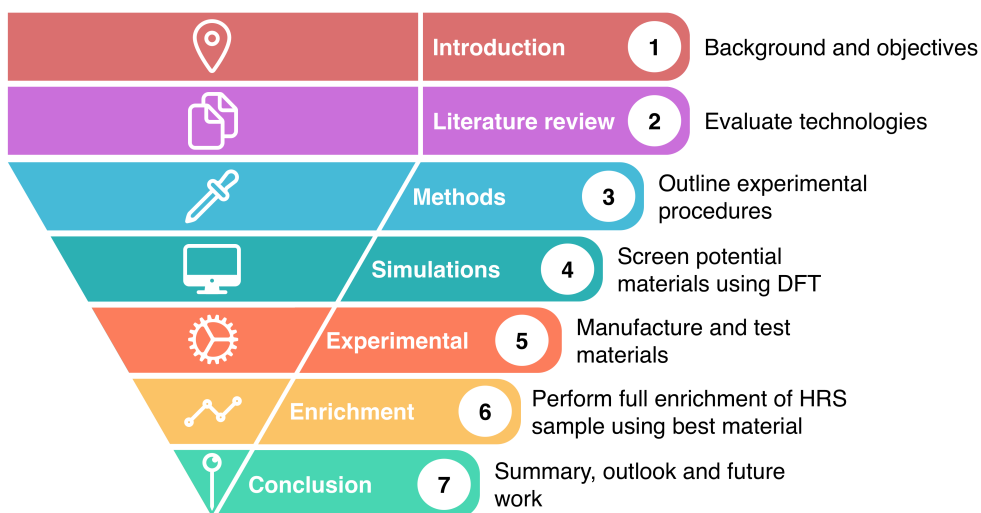 Introduction 1 Background and objectives
Literature review 2 Evaluate technologies
Methods 3 Outline experimental
procedures
Simulations 4 Screen potential
materials using DFT
Experimental 5 Manufacture and test
materials
Enrichment 6 Perform full enrichment of HRS
sample using best material
Conclusion 7 Summary, outlook and future
work